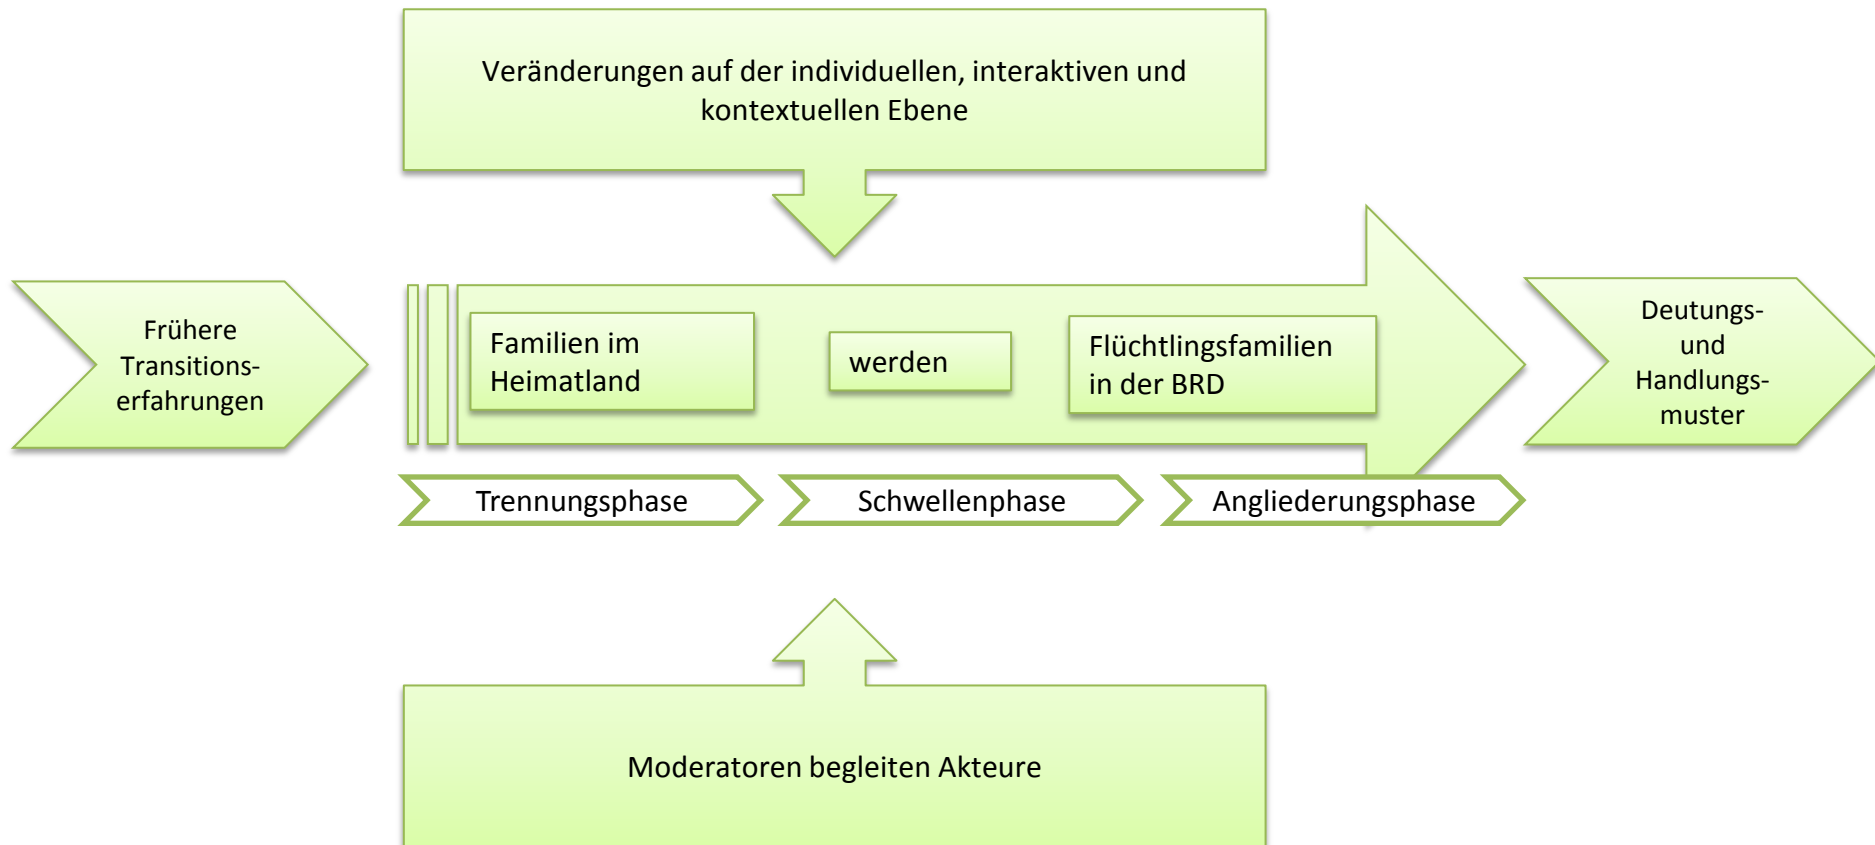 Veränderungen auf der individuellen, interaktiven und
kontextuellen Ebene
Frühere
Transitions-
erfahrungen
Familien im
Heimatland
werden
Flüchtlingsfamilien
in der BRD
Deutungs-
und
Handlungs-
muster
Trennungsphase
Schwellenphase
Angliederungsphase
Moderatoren begleiten Akteure